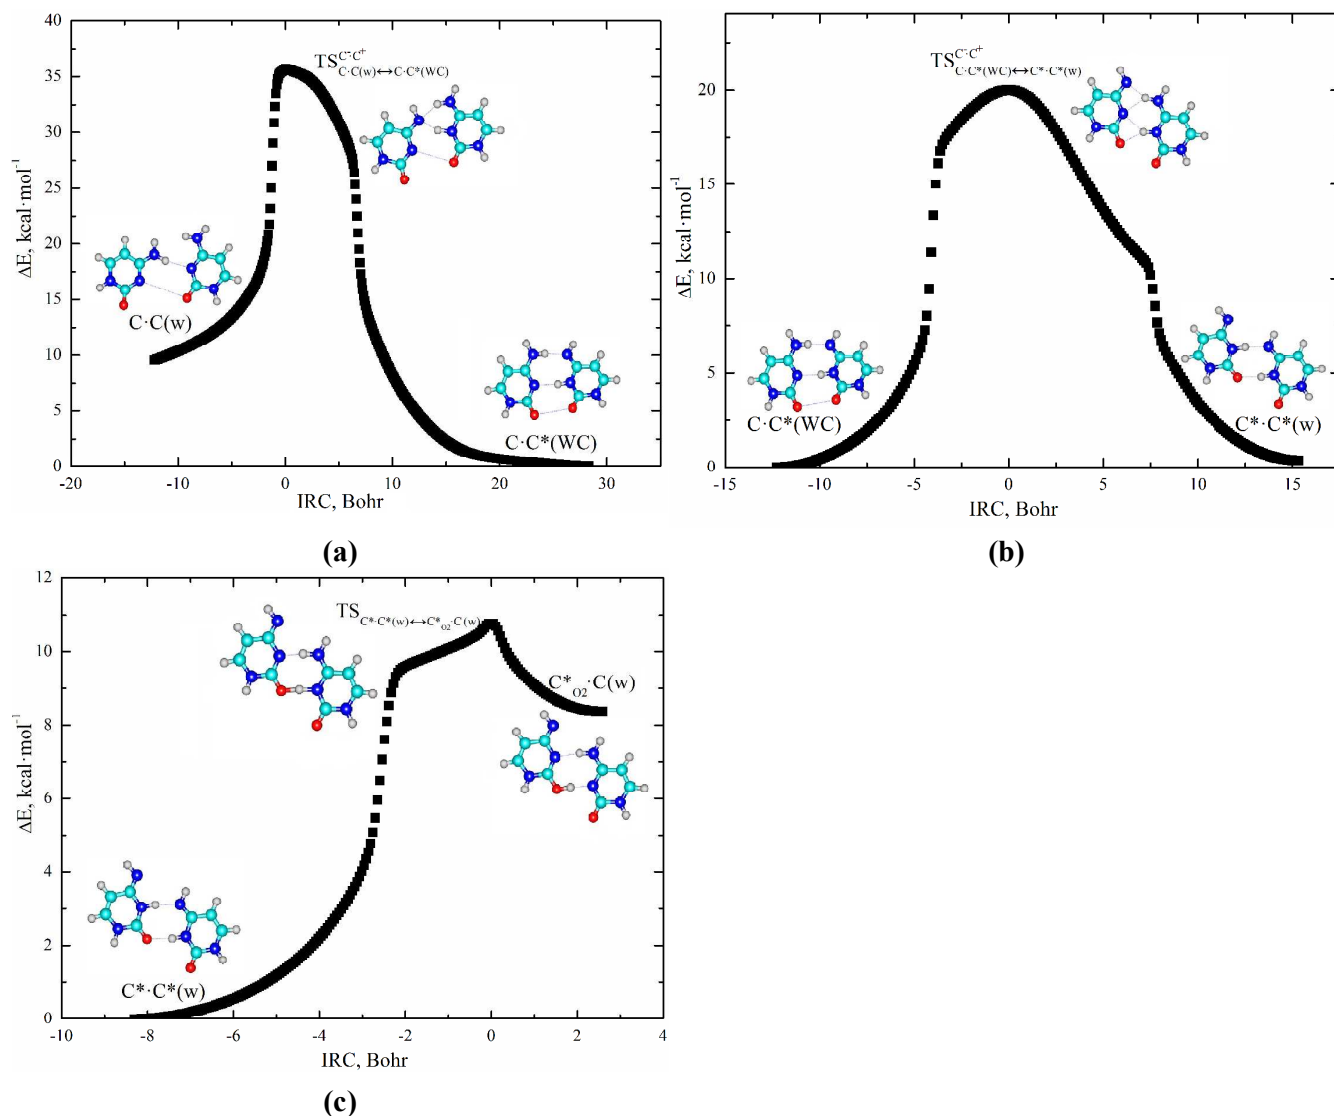 TS C⁻·C⁺ C·C(w)↔C·C*(WC)
C·C(w)
C·C*(WC)
ΔE, kcal·mol⁻¹
40
35
30
25
20
15
10
5
0
-20 -10 0 10 20 30
IRC, Bohr
(a)
TS C⁻·C⁺ C·C*(WC)↔C*·C*(w)
C·C*(WC)
C*·C*(w)
ΔE, kcal·mol⁻¹
20
15
10
5
0
-15 -10 -5 0 5 10 15
IRC, Bohr
(b)
TS C*·C*(w)↔C*O2·C(w)
C*O2·C(w)
C*·C*(w)
ΔE, kcal·mol⁻¹
12
10
8
6
4
2
0
-10 -8 -6 -4 -2 0 2 4
IRC, Bohr
(c)